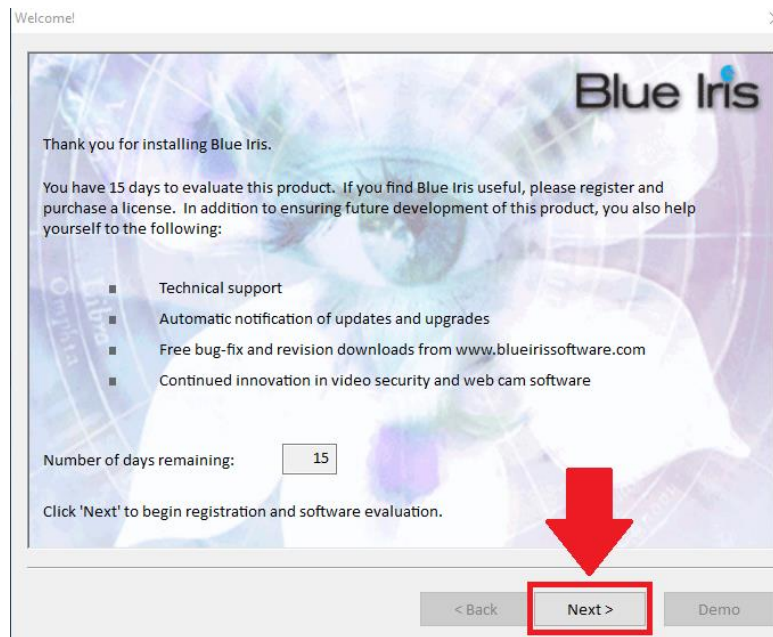 Welcome!
Blue Iris
Thank you for installing Blue Iris.
You have 15 days to evaluate this product. If you find Blue Iris useful, please register and
purchase a license. In addition to ensuring future development of this product, you also help
yourself to the following:
Technical support
Automatic notification of updates and upgrades
Free bug-fix and revision downloads from www.blueirissoftware.com
Continued innovation in video security and web cam software
Number of days remaining: 15
Click 'Next' to begin registration and software evaluation.
< Back Next > Demo